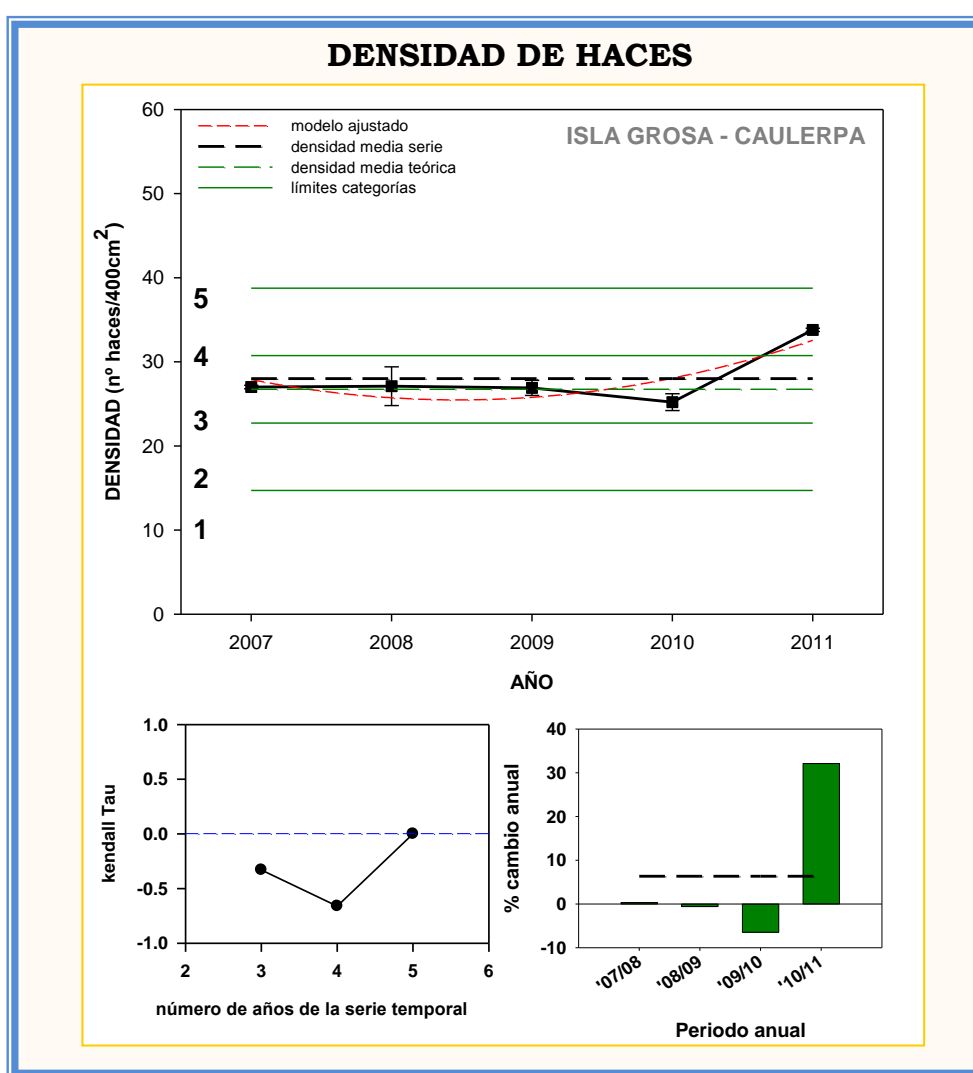 DENSIDAD DE HACES
60
50
40
30
20
10
0
DENSIDAD (nº haces/400cm2)
modelo ajustado
densidad media serie
densidad media teórica
límites categorías
ISLA GROSA - CAULERPA
5
4
3
2
1
2007 2008 2009 2010 2011
AÑO
1.0
0.5
0.0
-0.5
-1.0
kendall Tau
2 3 4 5 6
número de años de la serie temporal
40
30
20
10
0
-10
% cambio anual
'07/08 '08/09 '09/10 '10/11
Periodo anual